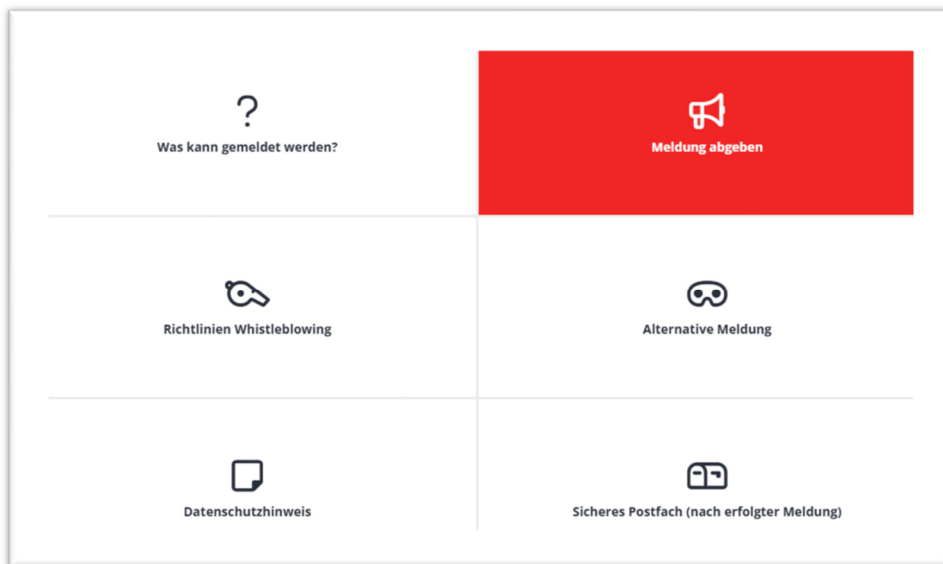 Was kann gemeldet werden?
Meldung abgeben
Richtlinien Whistleblowing
Alternative Meldung
Datenschutzhinweis
Sicheres Postfach (nach erfolgter Meldung)